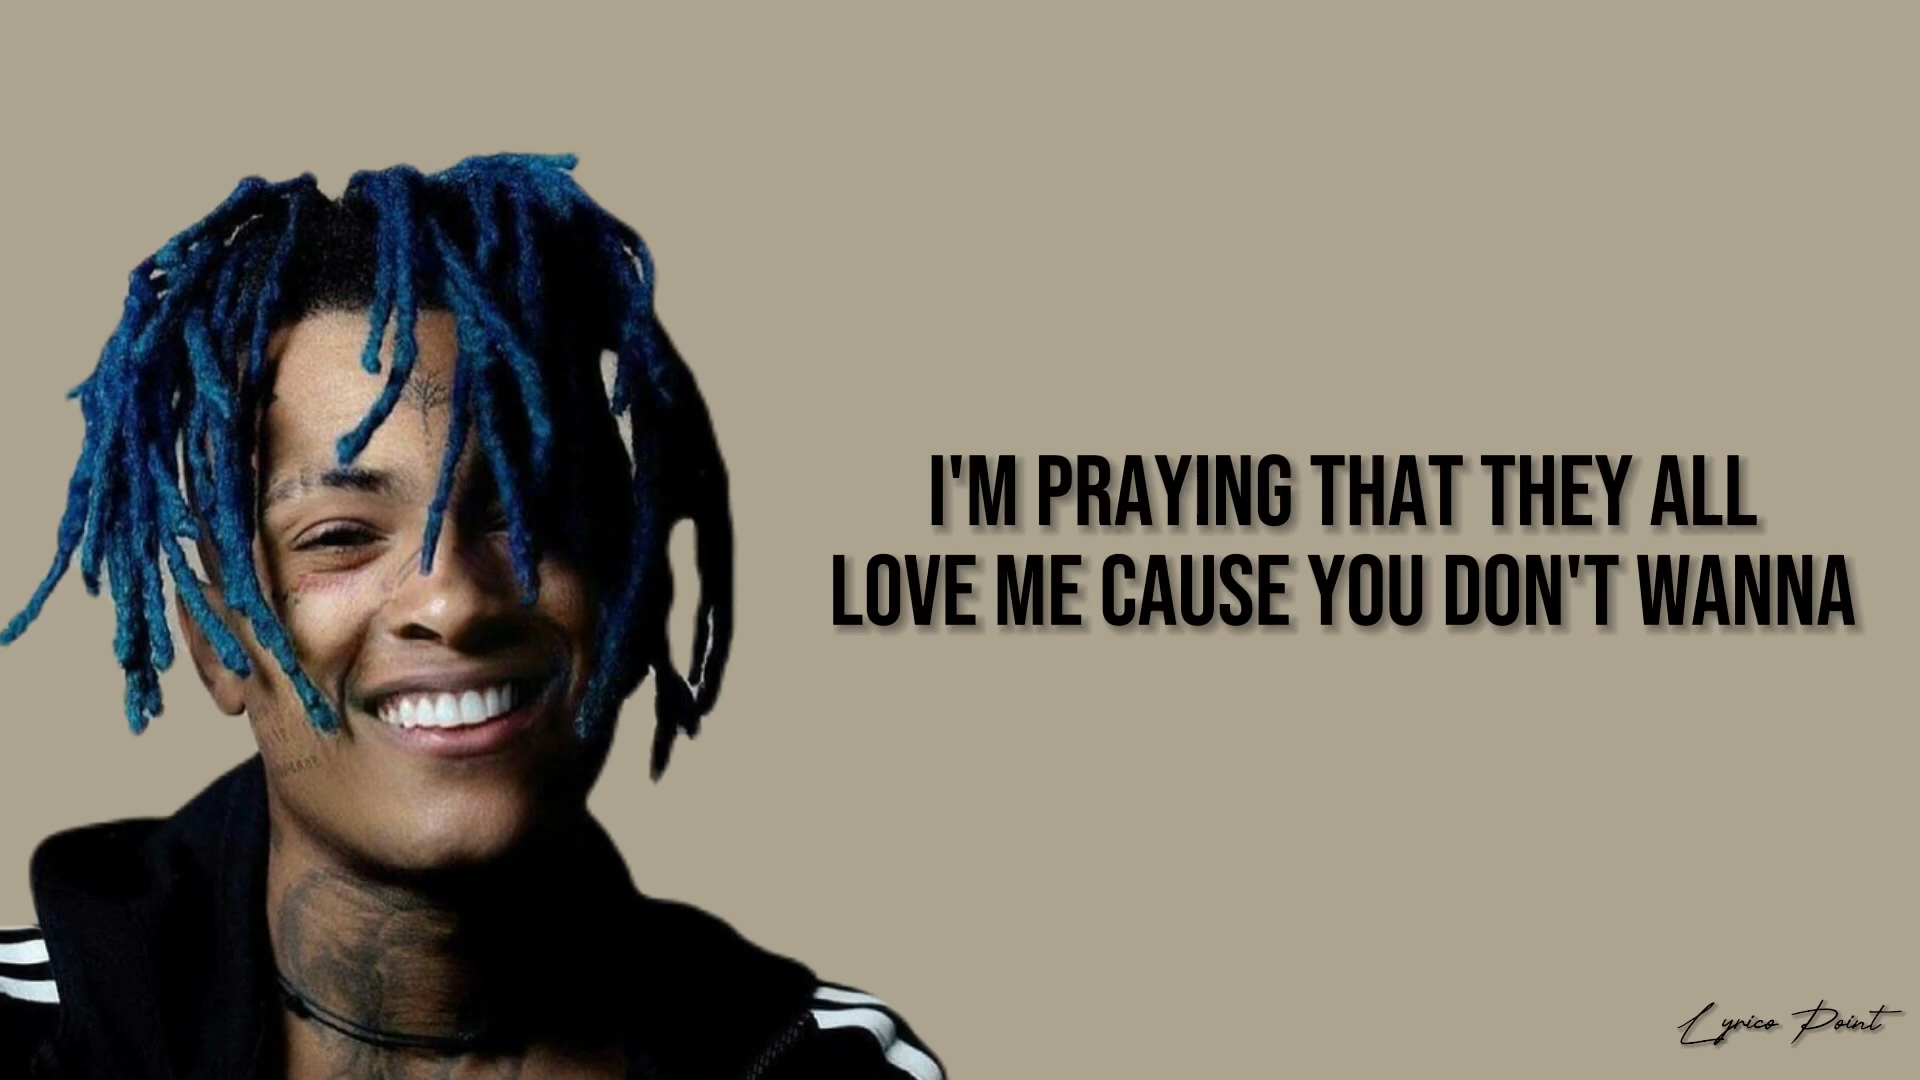 I'M PRAYING THAT THEY ALL
LOVE ME CAUSE YOU DON'T WANNA
Lyrico Point